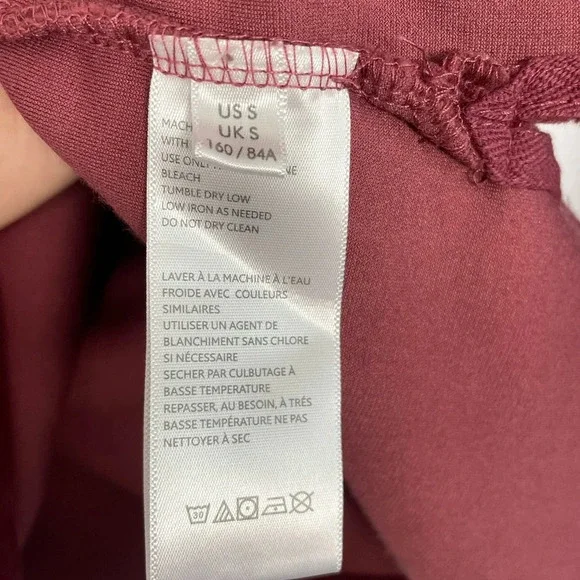 US S
UK S
160/84A
MACH
WITH
USE ONL NE
BLEACH
TUMBLE DRY LOW
LOW IRON AS NEEDED
DO NOT DRY CLEAN
LAVER À LA MACHINE À L'EAU
FROIDE AVEC COULEURS
SIMILAIRES
UTILISER UN AGENT DE
BLANCHIMENT SANS CHLORE
SI NÉCESSAIRE
SECHER PAR CULBUTAGE À
BASSE TEMPERATURE
REPASSER, AU BESOIN, À TRÈS
BASSE TEMPÉRATURE NE PAS
NETTOYER À SEC
30